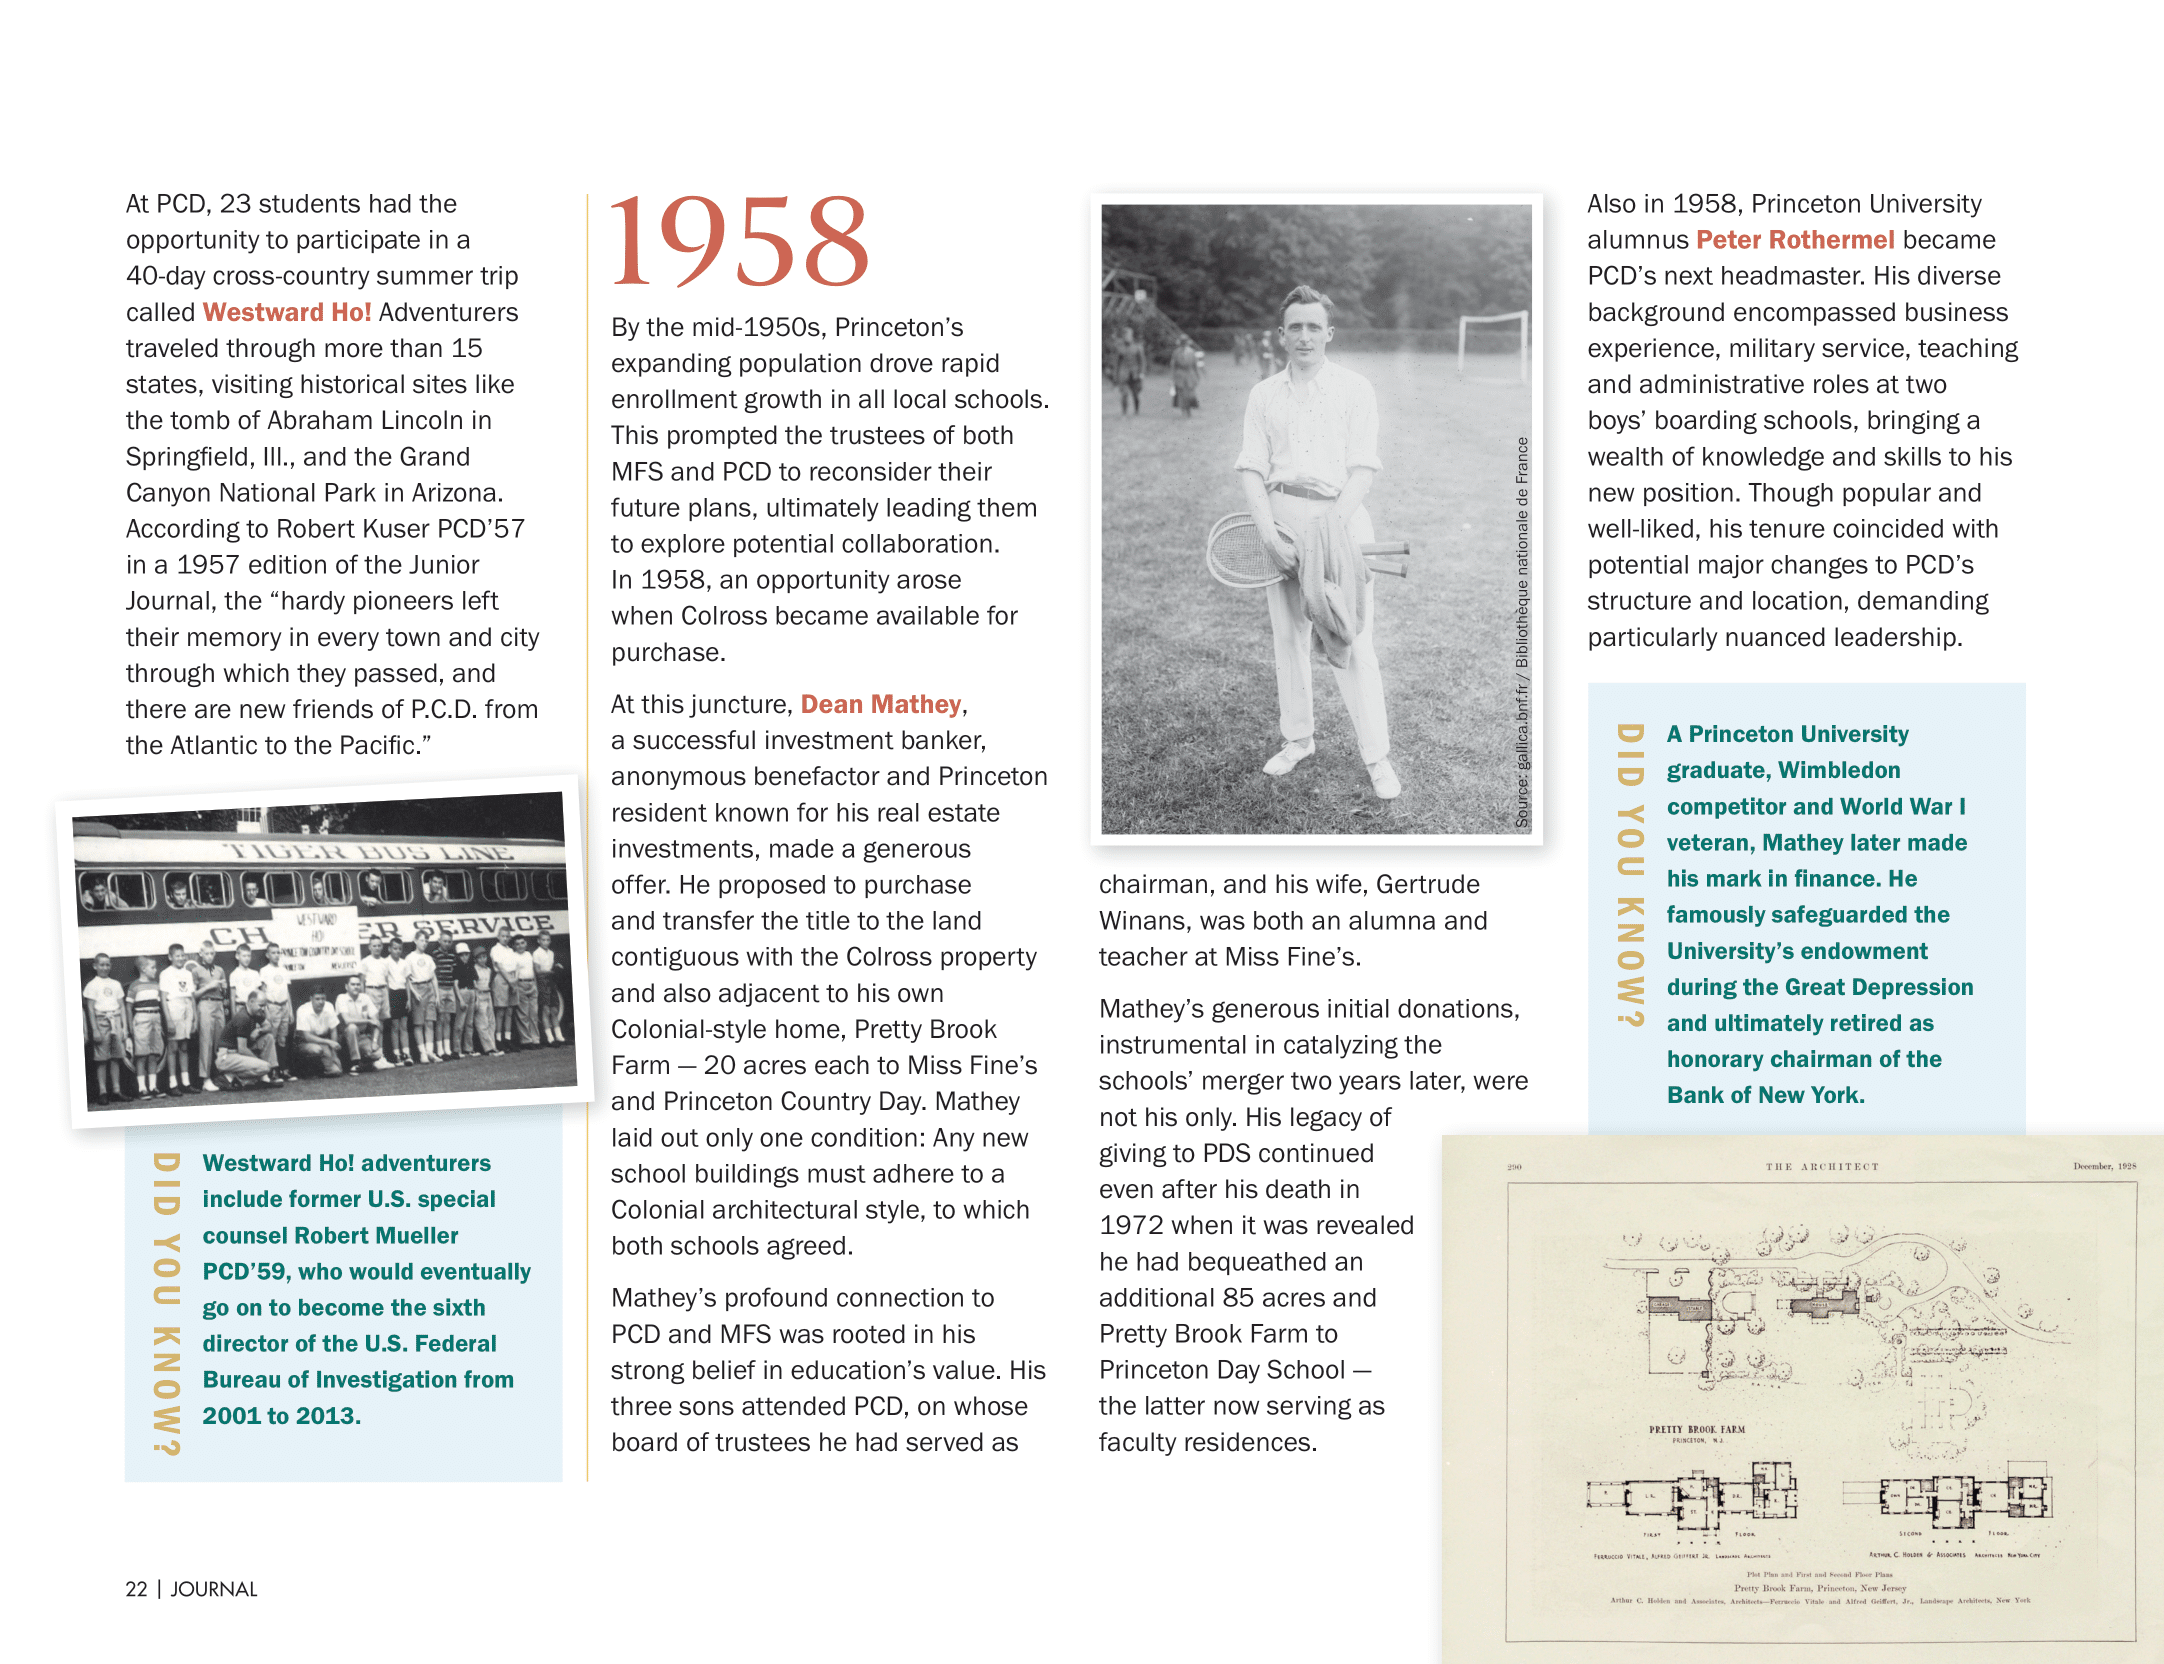 At PCD, 23 students had the
opportunity to participate in a
40-day cross-country summer trip
called Westward Ho! Adventurers
traveled through more than 15
states, visiting historical sites like
the tomb of Abraham Lincoln in
Springfield, Ill., and the Grand
Canyon National Park in Arizona.
According to Robert Kuser PCD’57
in a 1957 edition of the Junior
Journal, the “hardy pioneers left
their memory in every town and city
through which they passed, and
there are new friends of P.C.D. from
the Atlantic to the Pacific.”
TIGER BUS LINE
CH ER SERVICE
WESTWARD
HO!
PRINCETON COUNTRY DAY SCHOOL
PRINCETON NEW JERSEY
DID YOU KNOW?
Westward Ho! adventurers
include former U.S. special
counsel Robert Mueller
PCD’59, who would eventually
go on to become the sixth
director of the U.S. Federal
Bureau of Investigation from
2001 to 2013.
1958
By the mid-1950s, Princeton’s
expanding population drove rapid
enrollment growth in all local schools.
This prompted the trustees of both
MFS and PCD to reconsider their
future plans, ultimately leading them
to explore potential collaboration.
In 1958, an opportunity arose
when Colross became available for
purchase.
At this juncture, Dean Mathey,
a successful investment banker,
anonymous benefactor and Princeton
resident known for his real estate
investments, made a generous
offer. He proposed to purchase
and transfer the title to the land
contiguous with the Colross property
and also adjacent to his own
Colonial-style home, Pretty Brook
Farm — 20 acres each to Miss Fine’s
and Princeton Country Day. Mathey
laid out only one condition: Any new
school buildings must adhere to a
Colonial architectural style, to which
both schools agreed.
Mathey’s profound connection to
PCD and MFS was rooted in his
strong belief in education’s value. His
three sons attended PCD, on whose
board of trustees he had served as
Source: gallica.bnf.fr / Bibliothèque nationale de France
chairman, and his wife, Gertrude
Winans, was both an alumna and
teacher at Miss Fine’s.
Mathey’s generous initial donations,
instrumental in catalyzing the
schools’ merger two years later, were
not his only. His legacy of
giving to PDS continued
even after his death in
1972 when it was revealed
he had bequeathed an
additional 85 acres and
Pretty Brook Farm to
Princeton Day School —
the latter now serving as
faculty residences.
Also in 1958, Princeton University
alumnus Peter Rothermel became
PCD’s next headmaster. His diverse
background encompassed business
experience, military service, teaching
and administrative roles at two
boys’ boarding schools, bringing a
wealth of knowledge and skills to his
new position. Though popular and
well-liked, his tenure coincided with
potential major changes to PCD’s
structure and location, demanding
particularly nuanced leadership.
DID YOU KNOW?
A Princeton University
graduate, Wimbledon
competitor and World War I
veteran, Mathey later made
his mark in finance. He
famously safeguarded the
University’s endowment
during the Great Depression
and ultimately retired as
honorary chairman of the
Bank of New York.
290 THE ARCHITECT December, 1928
PRETTY BROOK FARM
PRINCETON, N.J.
FIRST FLOOR
SECOND FLOOR
FERRUCCIO VITALE, ALFRED GEIFFERT JR. LANDSCAPE ARCHITECTS
ARTHUR C. HOLDEN & ASSOCIATES ARCHITECTS NEW YORK CITY
Plot Plan and First and Second Floor Plans
Pretty Brook Farm, Princeton, New Jersey
Arthur C. Holden and Associates, Architects—Ferruccio Vitale and Alfred Geiffert, Jr., Landscape Architects, New York
22 | JOURNAL